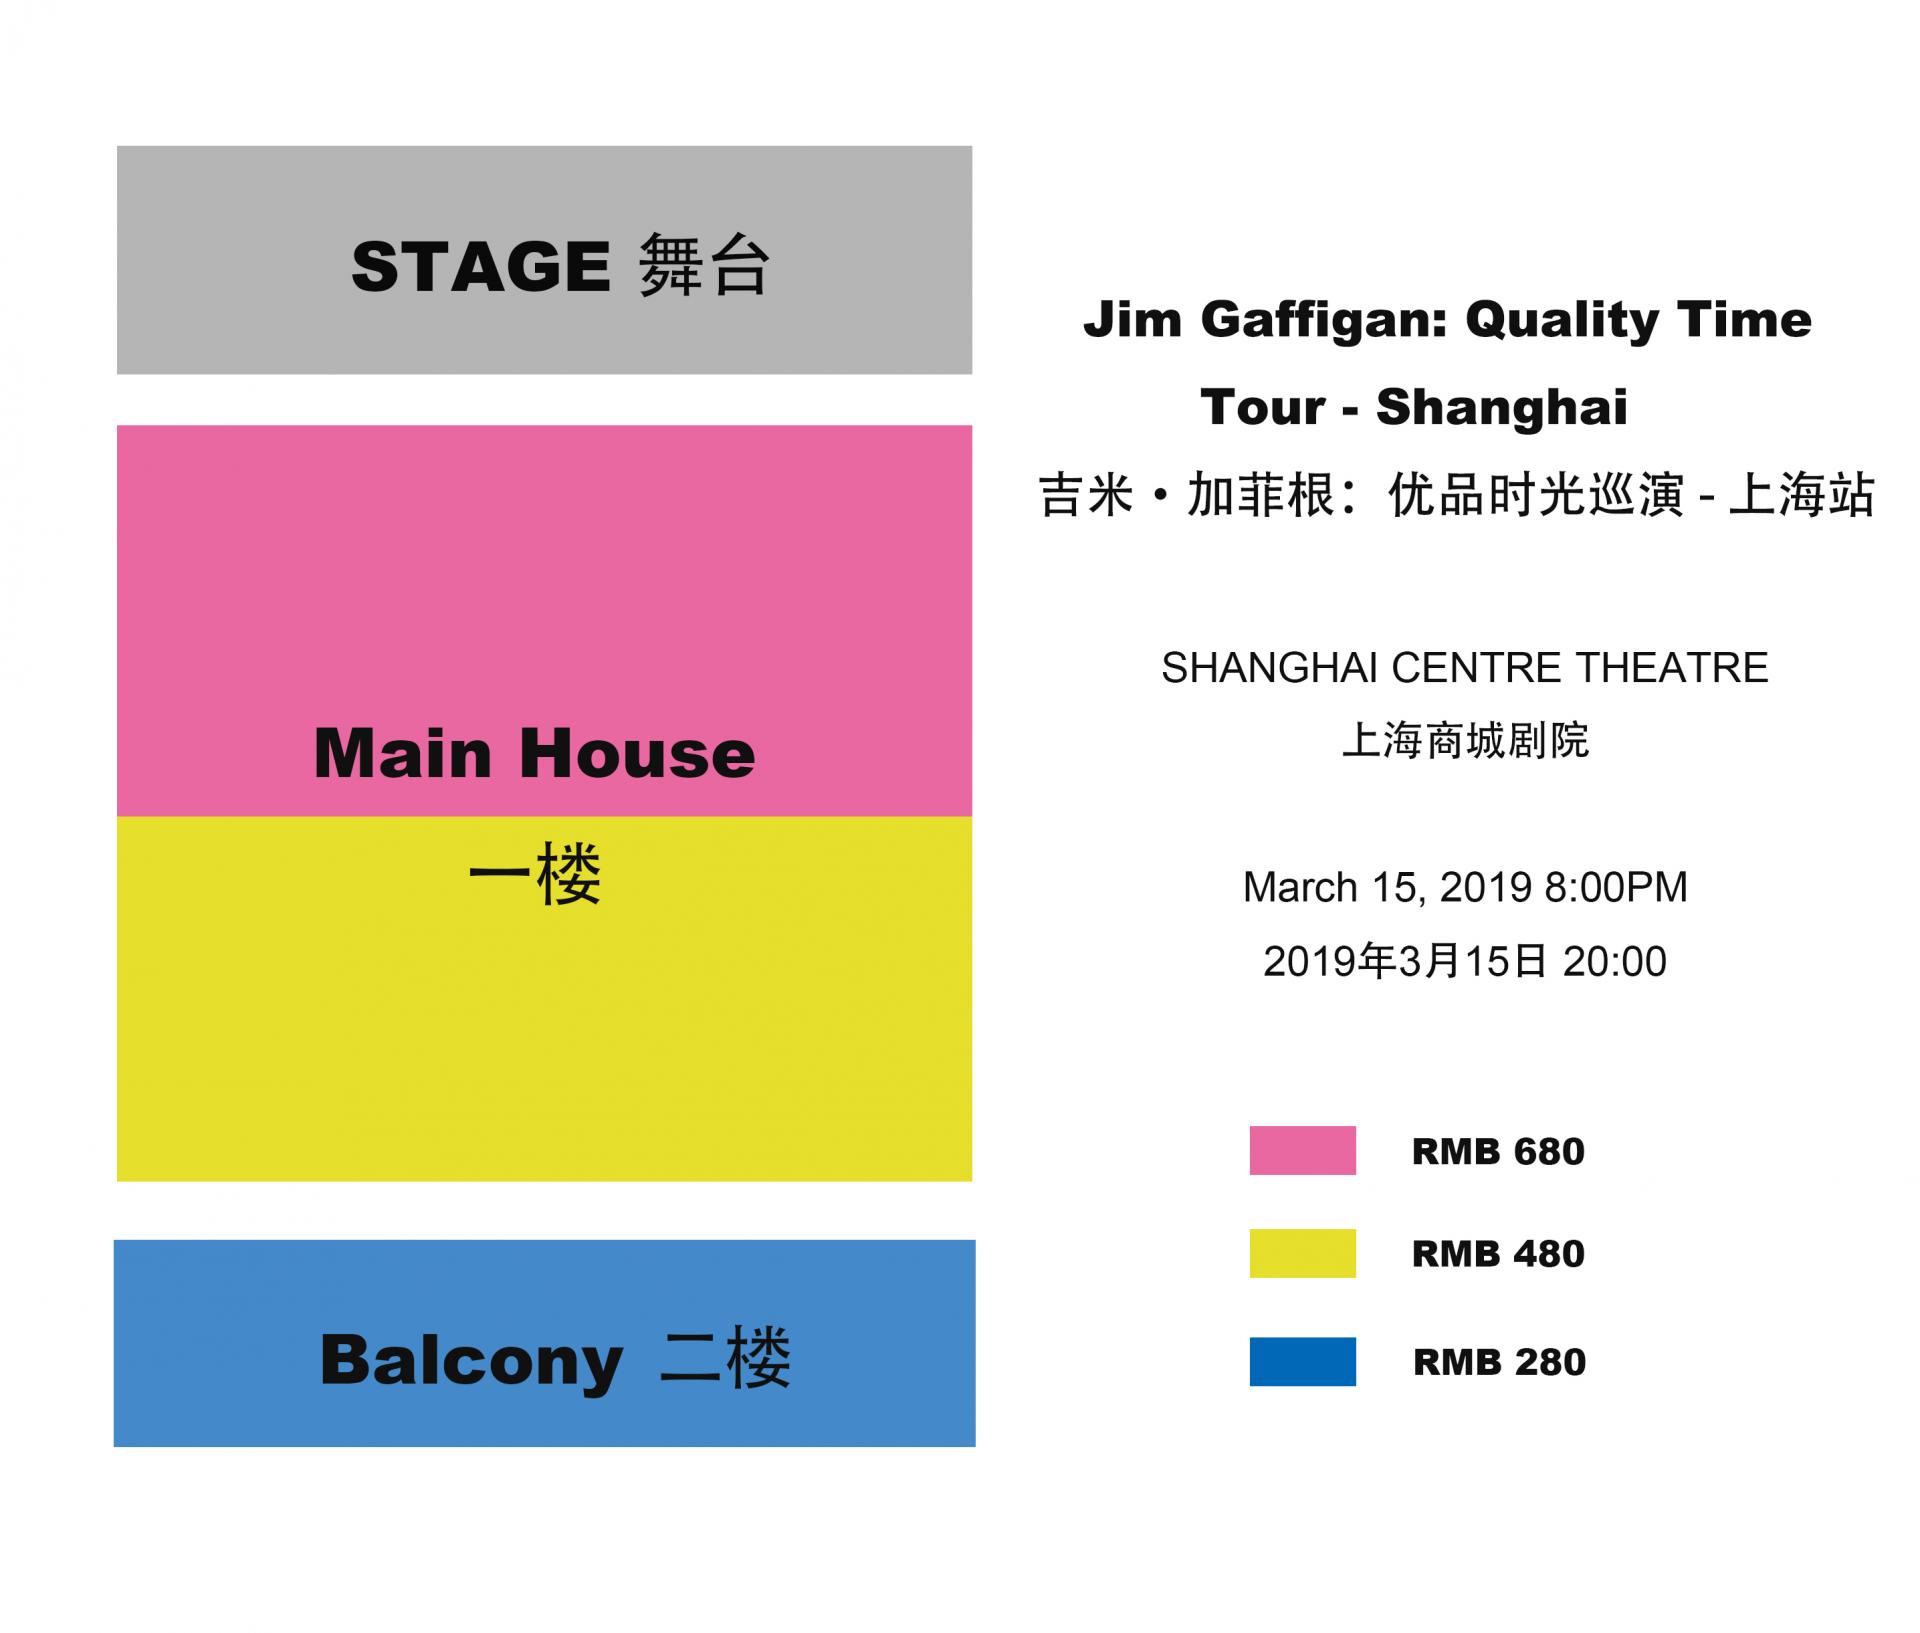 STAGE 舞台
Main House
一楼
Balcony 二楼
Jim Gaffigan: Quality Time
Tour - Shanghai
吉米·加菲根：优品时光巡演 - 上海站
SHANGHAI CENTRE THEATRE
上海商城剧院
March 15, 2019 8:00PM
2019年3月15日 20:00
RMB 680
RMB 480
RMB 280